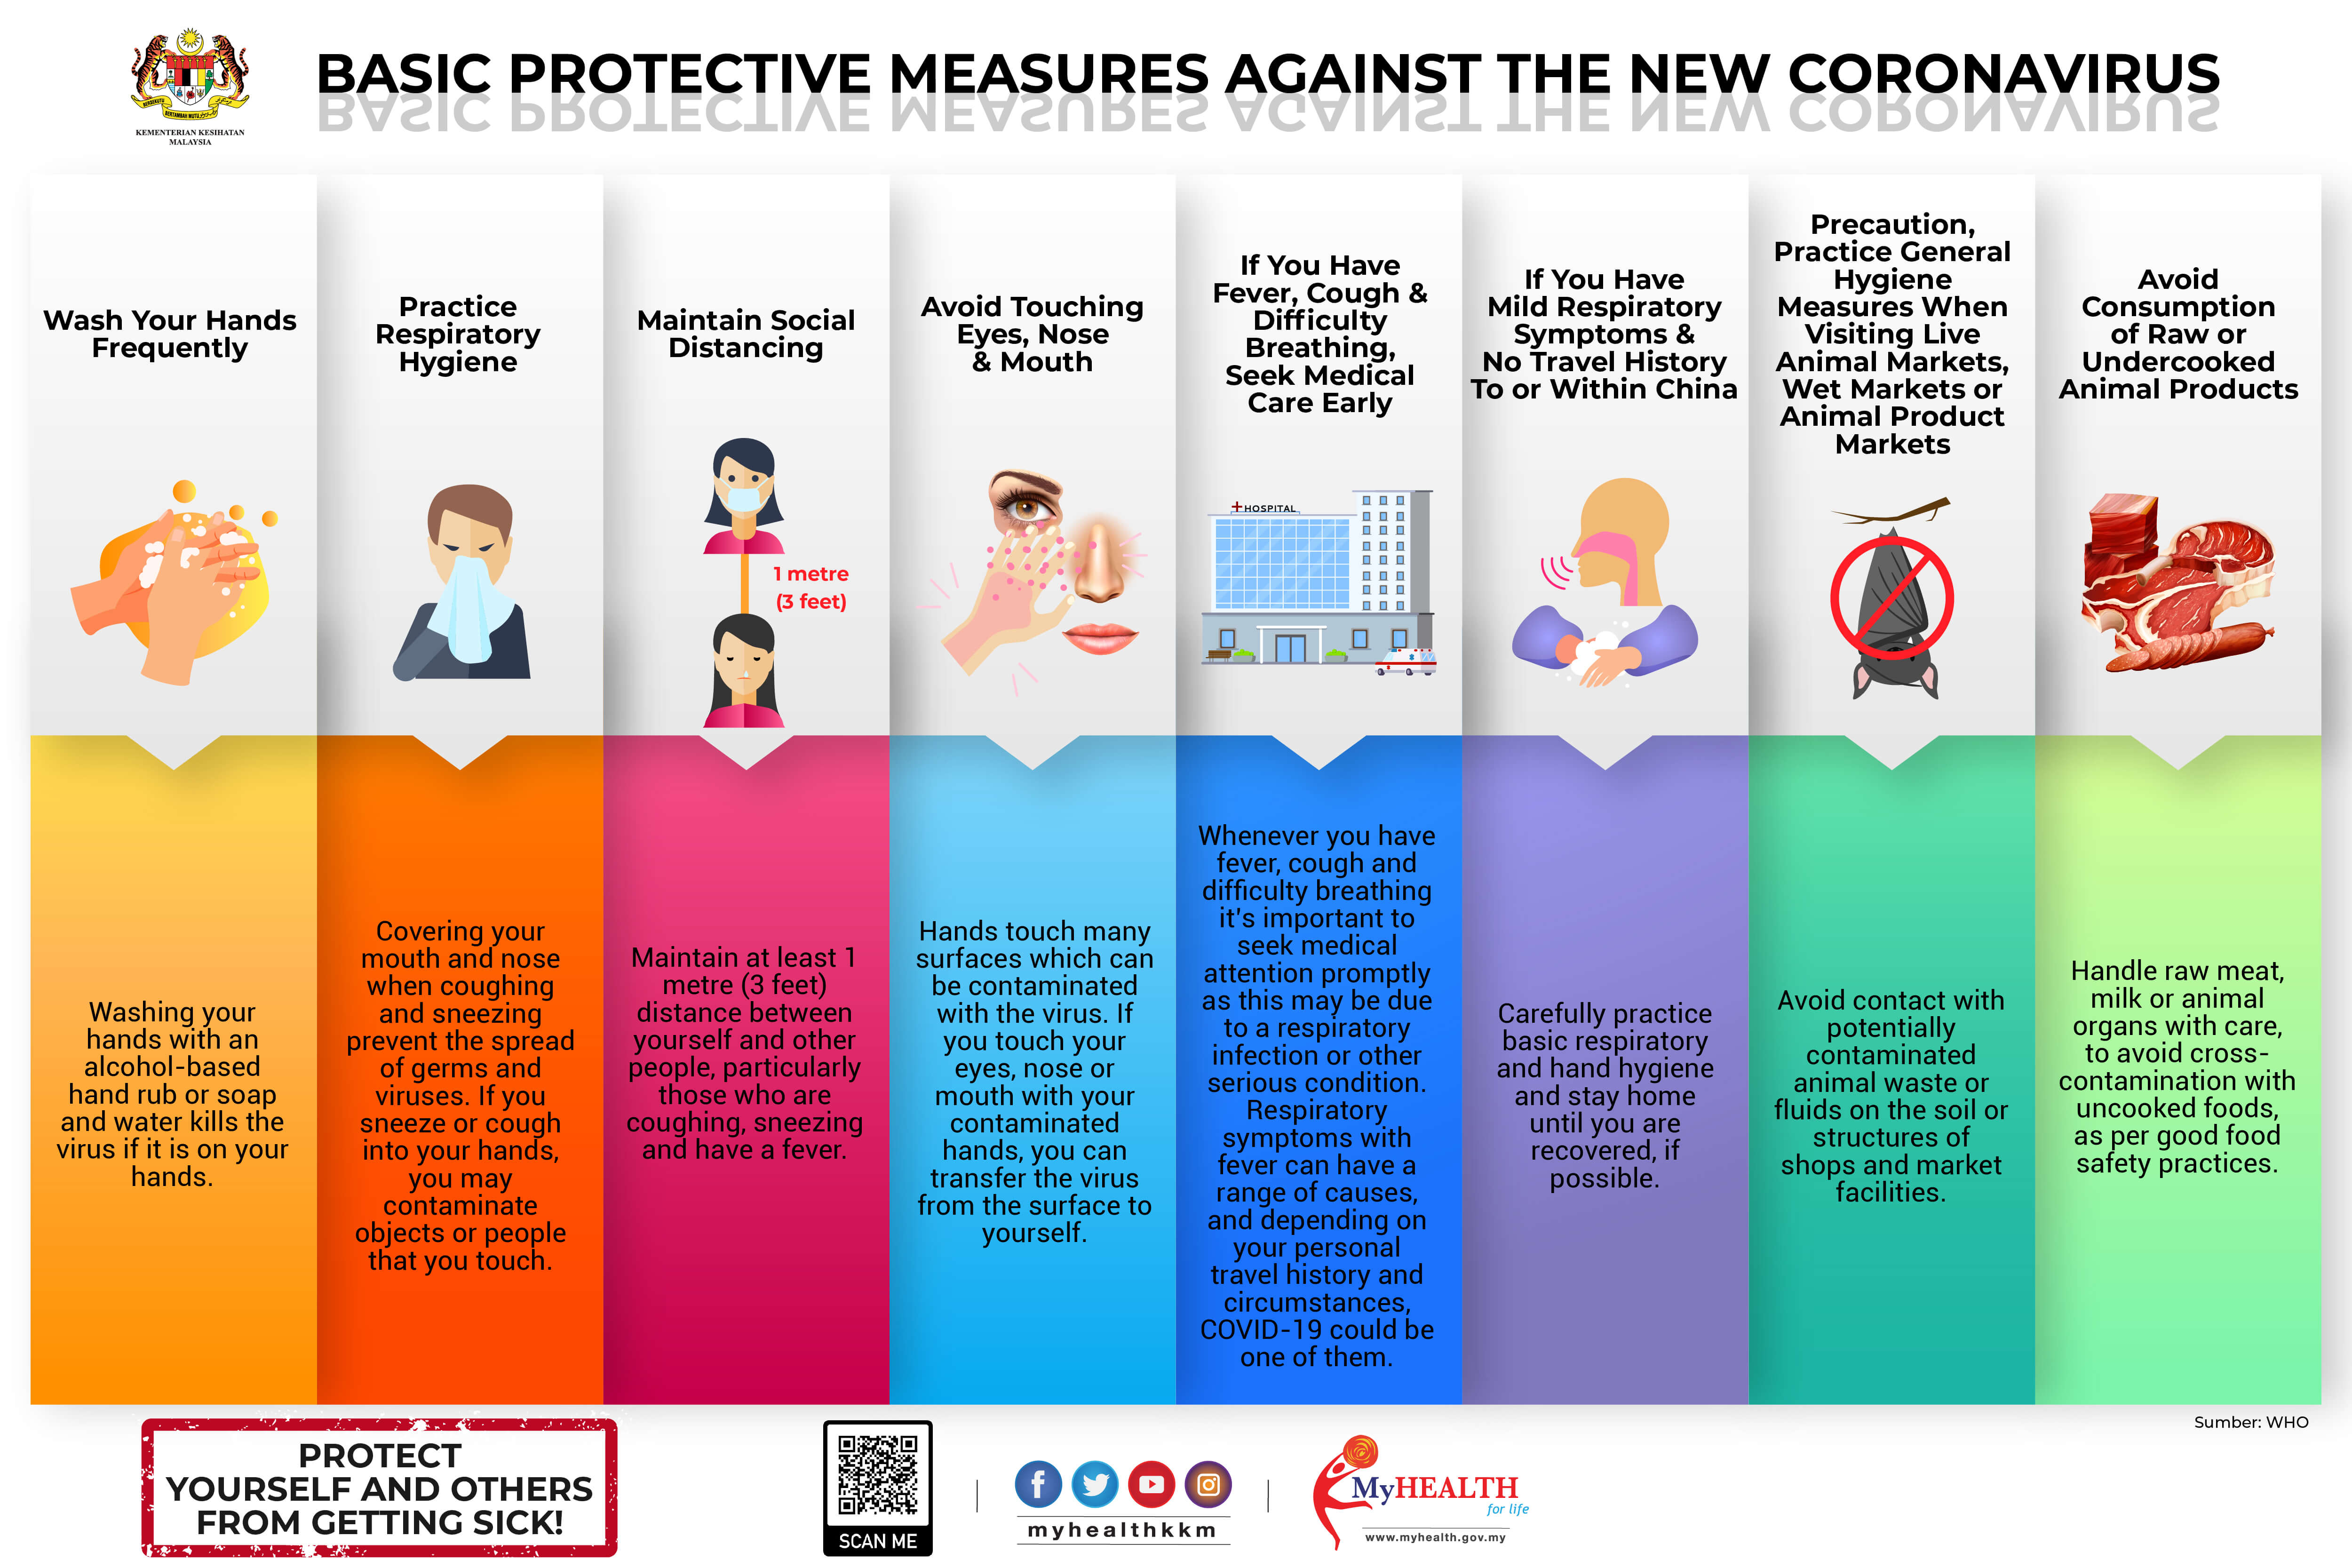 BASIC PROTECTIVE MEASURES AGAINST THE NEW CORONAVIRUS
KEMENTERIAN KESIHATAN
MALAYSIA
Wash Your Hands
Frequently
Washing your
hands with an
alcohol-based
hand rub or soap
and water kills the
virus if it is on your
hands.
Practice
Respiratory
Hygiene
Covering your
mouth and nose
when coughing
and sneezing
prevent the spread
of germs and
viruses. If you
sneeze or cough
into your hands,
you may
contaminate
objects or people
that you touch.
Maintain Social
Distancing
1 metre
(3 feet)
Maintain at least 1
metre (3 feet)
distance between
yourself and other
people, particularly
those who are
coughing, sneezing
and have a fever.
Avoid Touching
Eyes, Nose
& Mouth
Hands touch many
surfaces which can
be contaminated
with the virus. If
you touch your
eyes, nose or
mouth with your
contaminated
hands, you can
transfer the virus
from the surface to
yourself.
If You Have
Fever, Cough &
Difficulty
Breathing,
Seek Medical
Care Early
HOSPITAL
Whenever you have
fever, cough and
difficulty breathing
it's important to
seek medical
attention promptly
as this may be due
to a respiratory
infection or other
serious condition.
Respiratory
symptoms with
fever can have a
range of causes,
and depending on
your personal
travel history and
circumstances,
COVID-19 could be
one of them.
If You Have
Mild Respiratory
Symptoms &
No Travel History
To or Within China
Carefully practice
basic respiratory
and hand hygiene
and stay home
until you are
recovered, if
possible.
Precaution,
Practice General
Hygiene
Measures When
Visiting Live
Animal Markets,
Wet Markets or
Animal Product
Markets
Avoid contact with
potentially
contaminated
animal waste or
fluids on the soil or
structures of
shops and market
facilities.
Avoid
Consumption
of Raw or
Undercooked
Animal Products
Handle raw meat,
milk or animal
organs with care,
to avoid cross-
contamination with
uncooked foods,
as per good food
safety practices.
Sumber: WHO
PROTECT
YOURSELF AND OTHERS
FROM GETTING SICK!
SCAN ME
myhealthkkm
MyHEALTH
for life
www.myhealth.gov.my